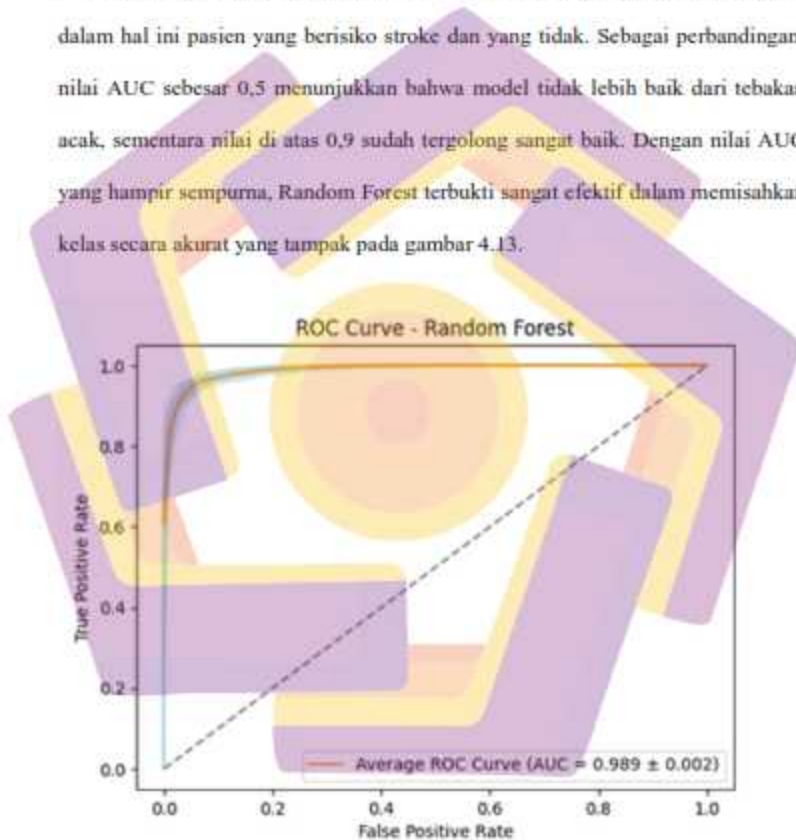 dalam hal ini pasien yang berisiko stroke dan yang tidak. Sebagai perbandingan
nilai AUC sebesar 0,5 menunjukkan bahwa model tidak lebih baik dari tebakan
acak, sementara nilai di atas 0,9 sudah tergolong sangat baik. Dengan nilai AUC
yang hampir sempurna, Random Forest terbukti sangat efektif dalam memisahkan
kelas secara akurat yang tampak pada gambar 4.13.
ROC Curve - Random Forest
1.0
0.8
0.6
0.4
0.2
0.0
True Positive Rate
Average ROC Curve (AUC = 0.989 ± 0.002)
0.0 0.2 0.4 0.6 0.8 1.0
False Positive Rate